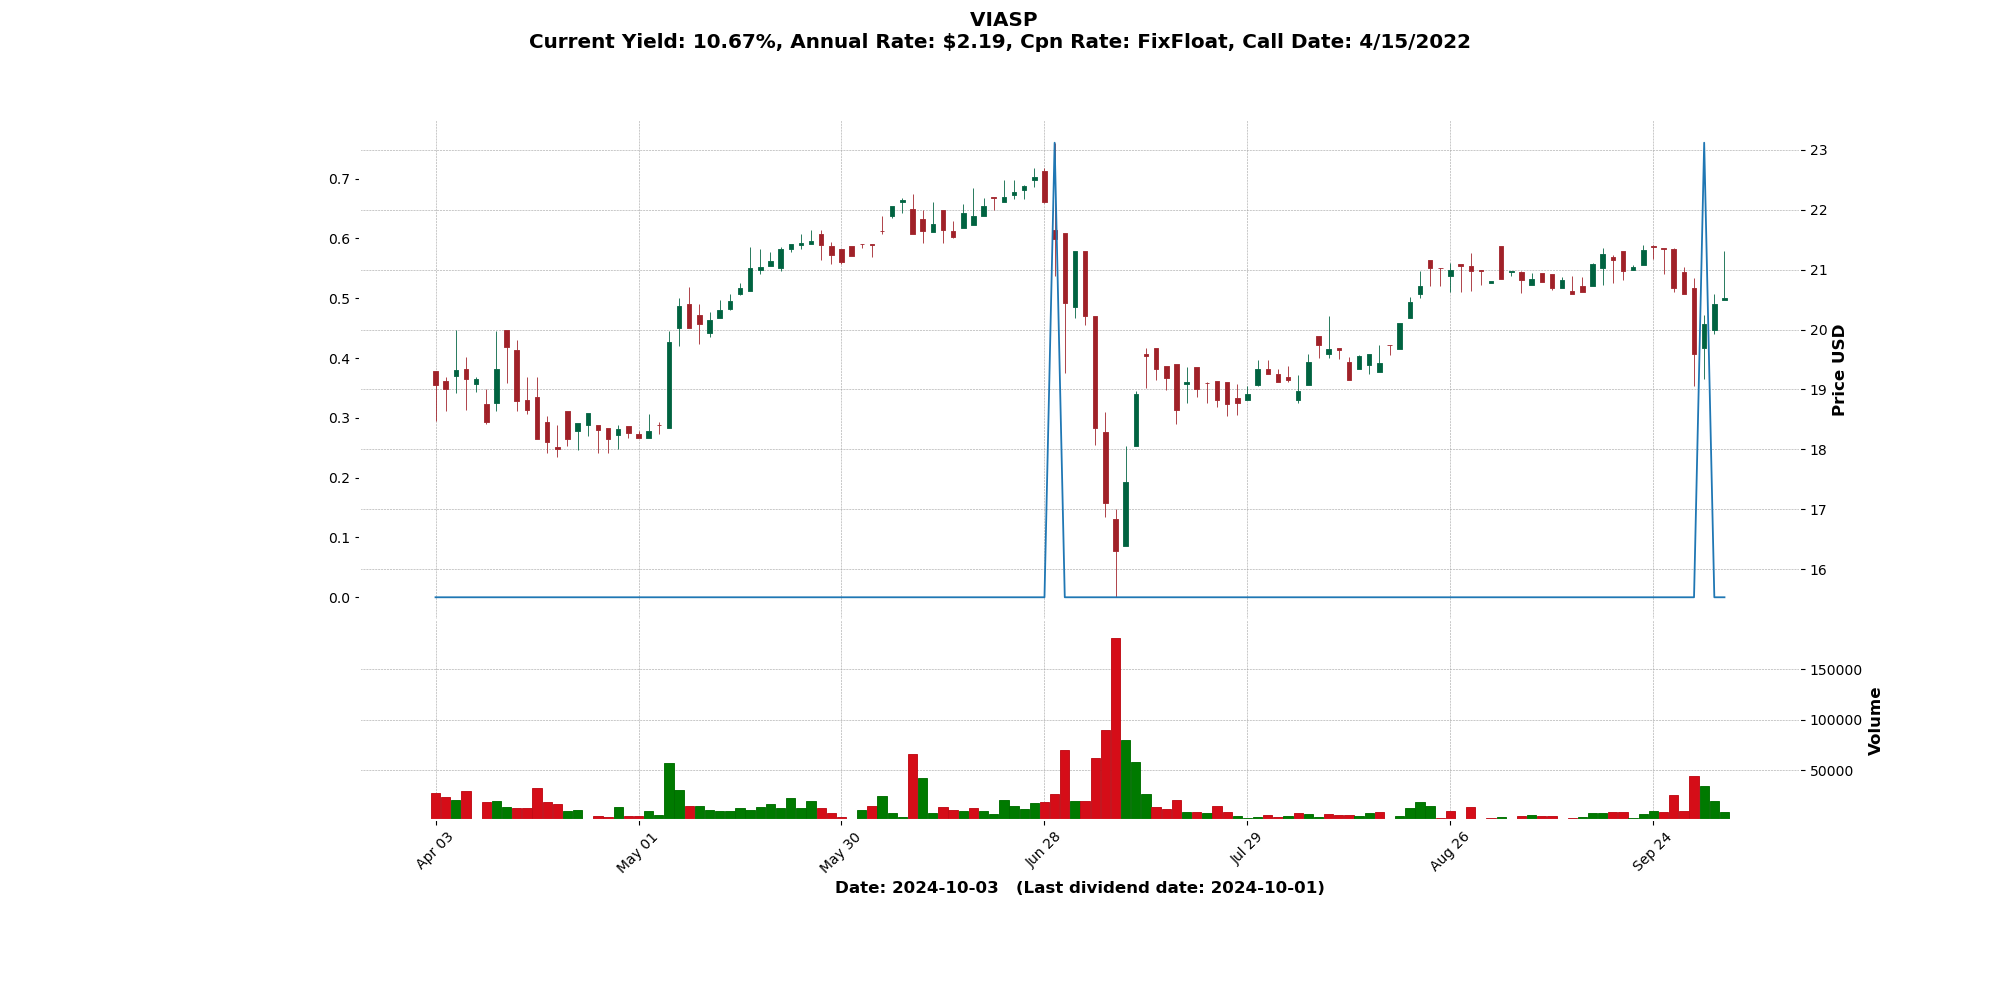 VIASP
Current Yield: 10.67%, Annual Rate: $2.19, Cpn Rate: FixFloat, Call Date: 4/15/2022
0.7
0.6
0.5
0.4
0.3
0.2
0.1
0.0
23
22
21
20
19
18
17
16
Price USD
150000
100000
50000
Volume
Apr 03
May 01
May 30
Jun 28
Jul 29
Aug 26
Sep 24
Date: 2024-10-03 (Last dividend date: 2024-10-01)